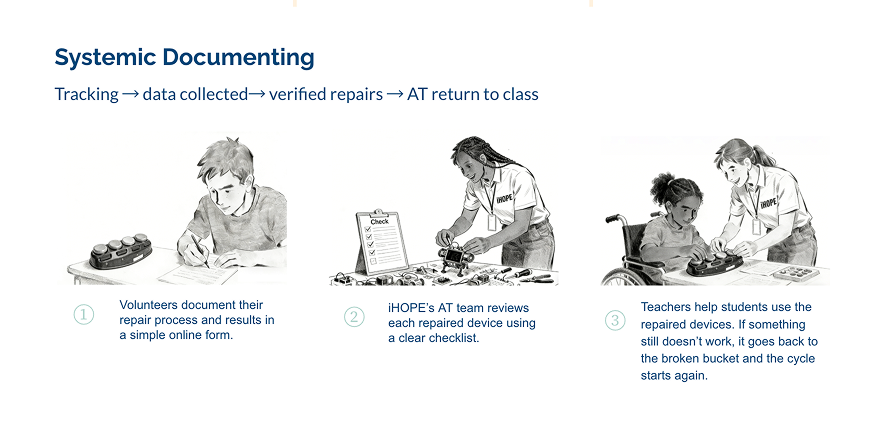 Systemic Documenting
Tracking → data collected→ verified repairs → AT return to class
Check
iHOPE
iHOPE
1
Volunteers document their
repair process and results in
a simple online form.
2
iHOPE's AT team reviews
each repaired device using
a clear checklist.
3
Teachers help students use the
repaired devices. If something
still doesn't work, it goes back to
the broken bucket and the cycle
starts again.